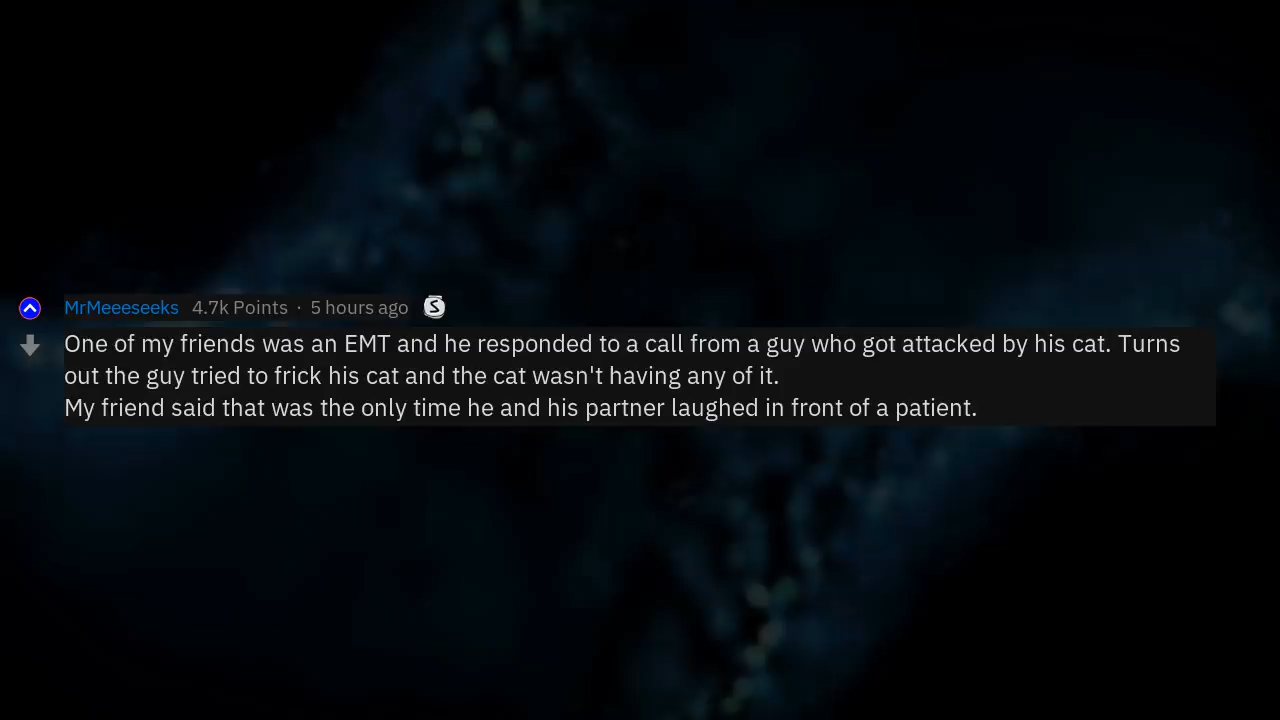 MrMeeeseeks 4.7k Points · 5 hours ago S
One of my friends was an EMT and he responded to a call from a guy who got attacked by his cat. Turns
out the guy tried to frick his cat and the cat wasn't having any of it.
My friend said that was the only time he and his partner laughed in front of a patient.